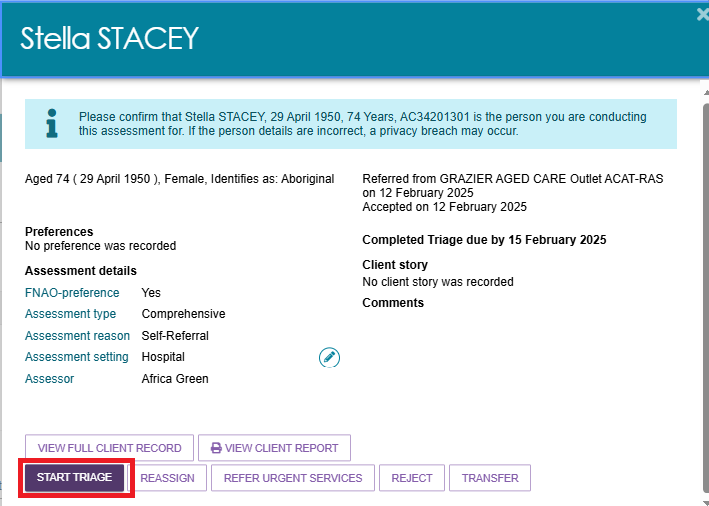 Stella STACEY
Please confirm that Stella STACEY, 29 April 1950, 74 Years, AC34201301 is the person you are conducting
this assessment for. If the person details are incorrect, a privacy breach may occur.
Aged 74 ( 29 April 1950 ), Female, Identifies as: Aboriginal
Preferences
No preference was recorded
Assessment details
FNAO-preference Yes
Assessment type Comprehensive
Assessment reason Self-Referral
Assessment setting Hospital
Assessor Africa Green
Referred from GRAZIER AGED CARE Outlet ACAT-RAS
on 12 February 2025
Accepted on 12 February 2025
Completed Triage due by 15 February 2025
Client story
No client story was recorded
Comments
VIEW FULL CLIENT RECORD VIEW CLIENT REPORT
START TRIAGE REASSIGN REFER URGENT SERVICES REJECT TRANSFER